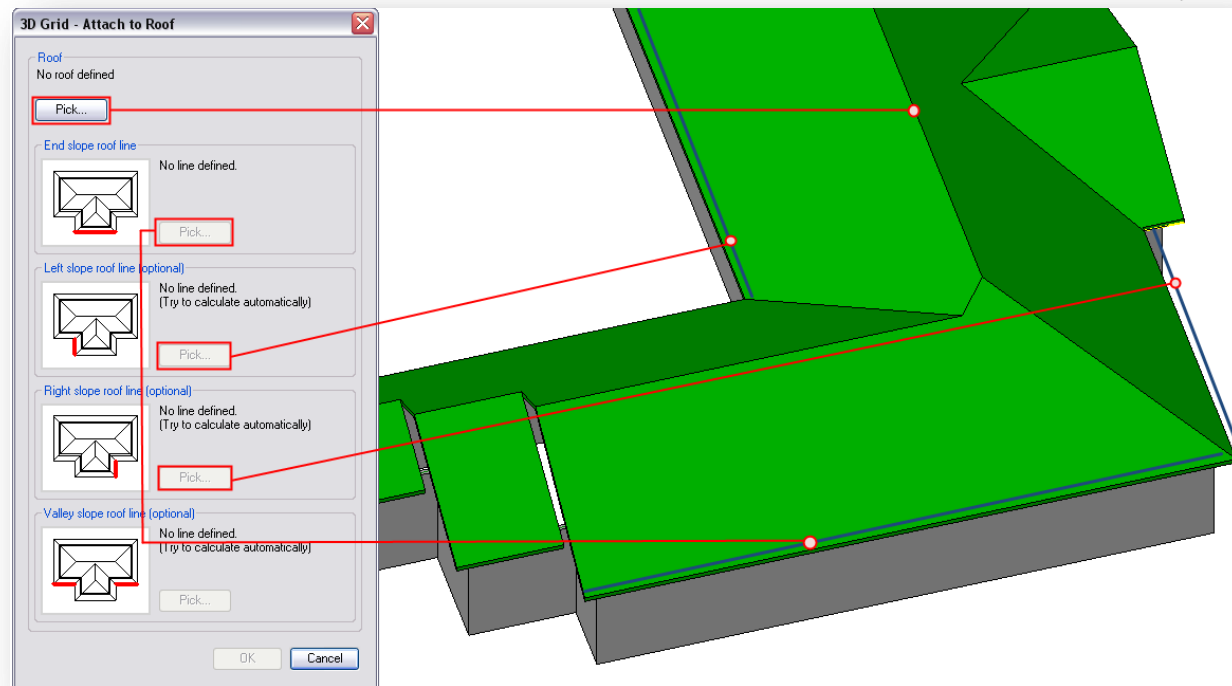 3D Grid - Attach to Roof
Roof
No roof defined
Pick...
End slope roof line
No line defined.
Pick...
Left slope roof line (optional)
No line defined.
(Try to calculate automatically)
Pick...
Right slope roof line (optional)
No line defined.
(Try to calculate automatically)
Pick...
Valley slope roof line (optional)
No line defined.
(Try to calculate automatically)
Pick...
OK
Cancel